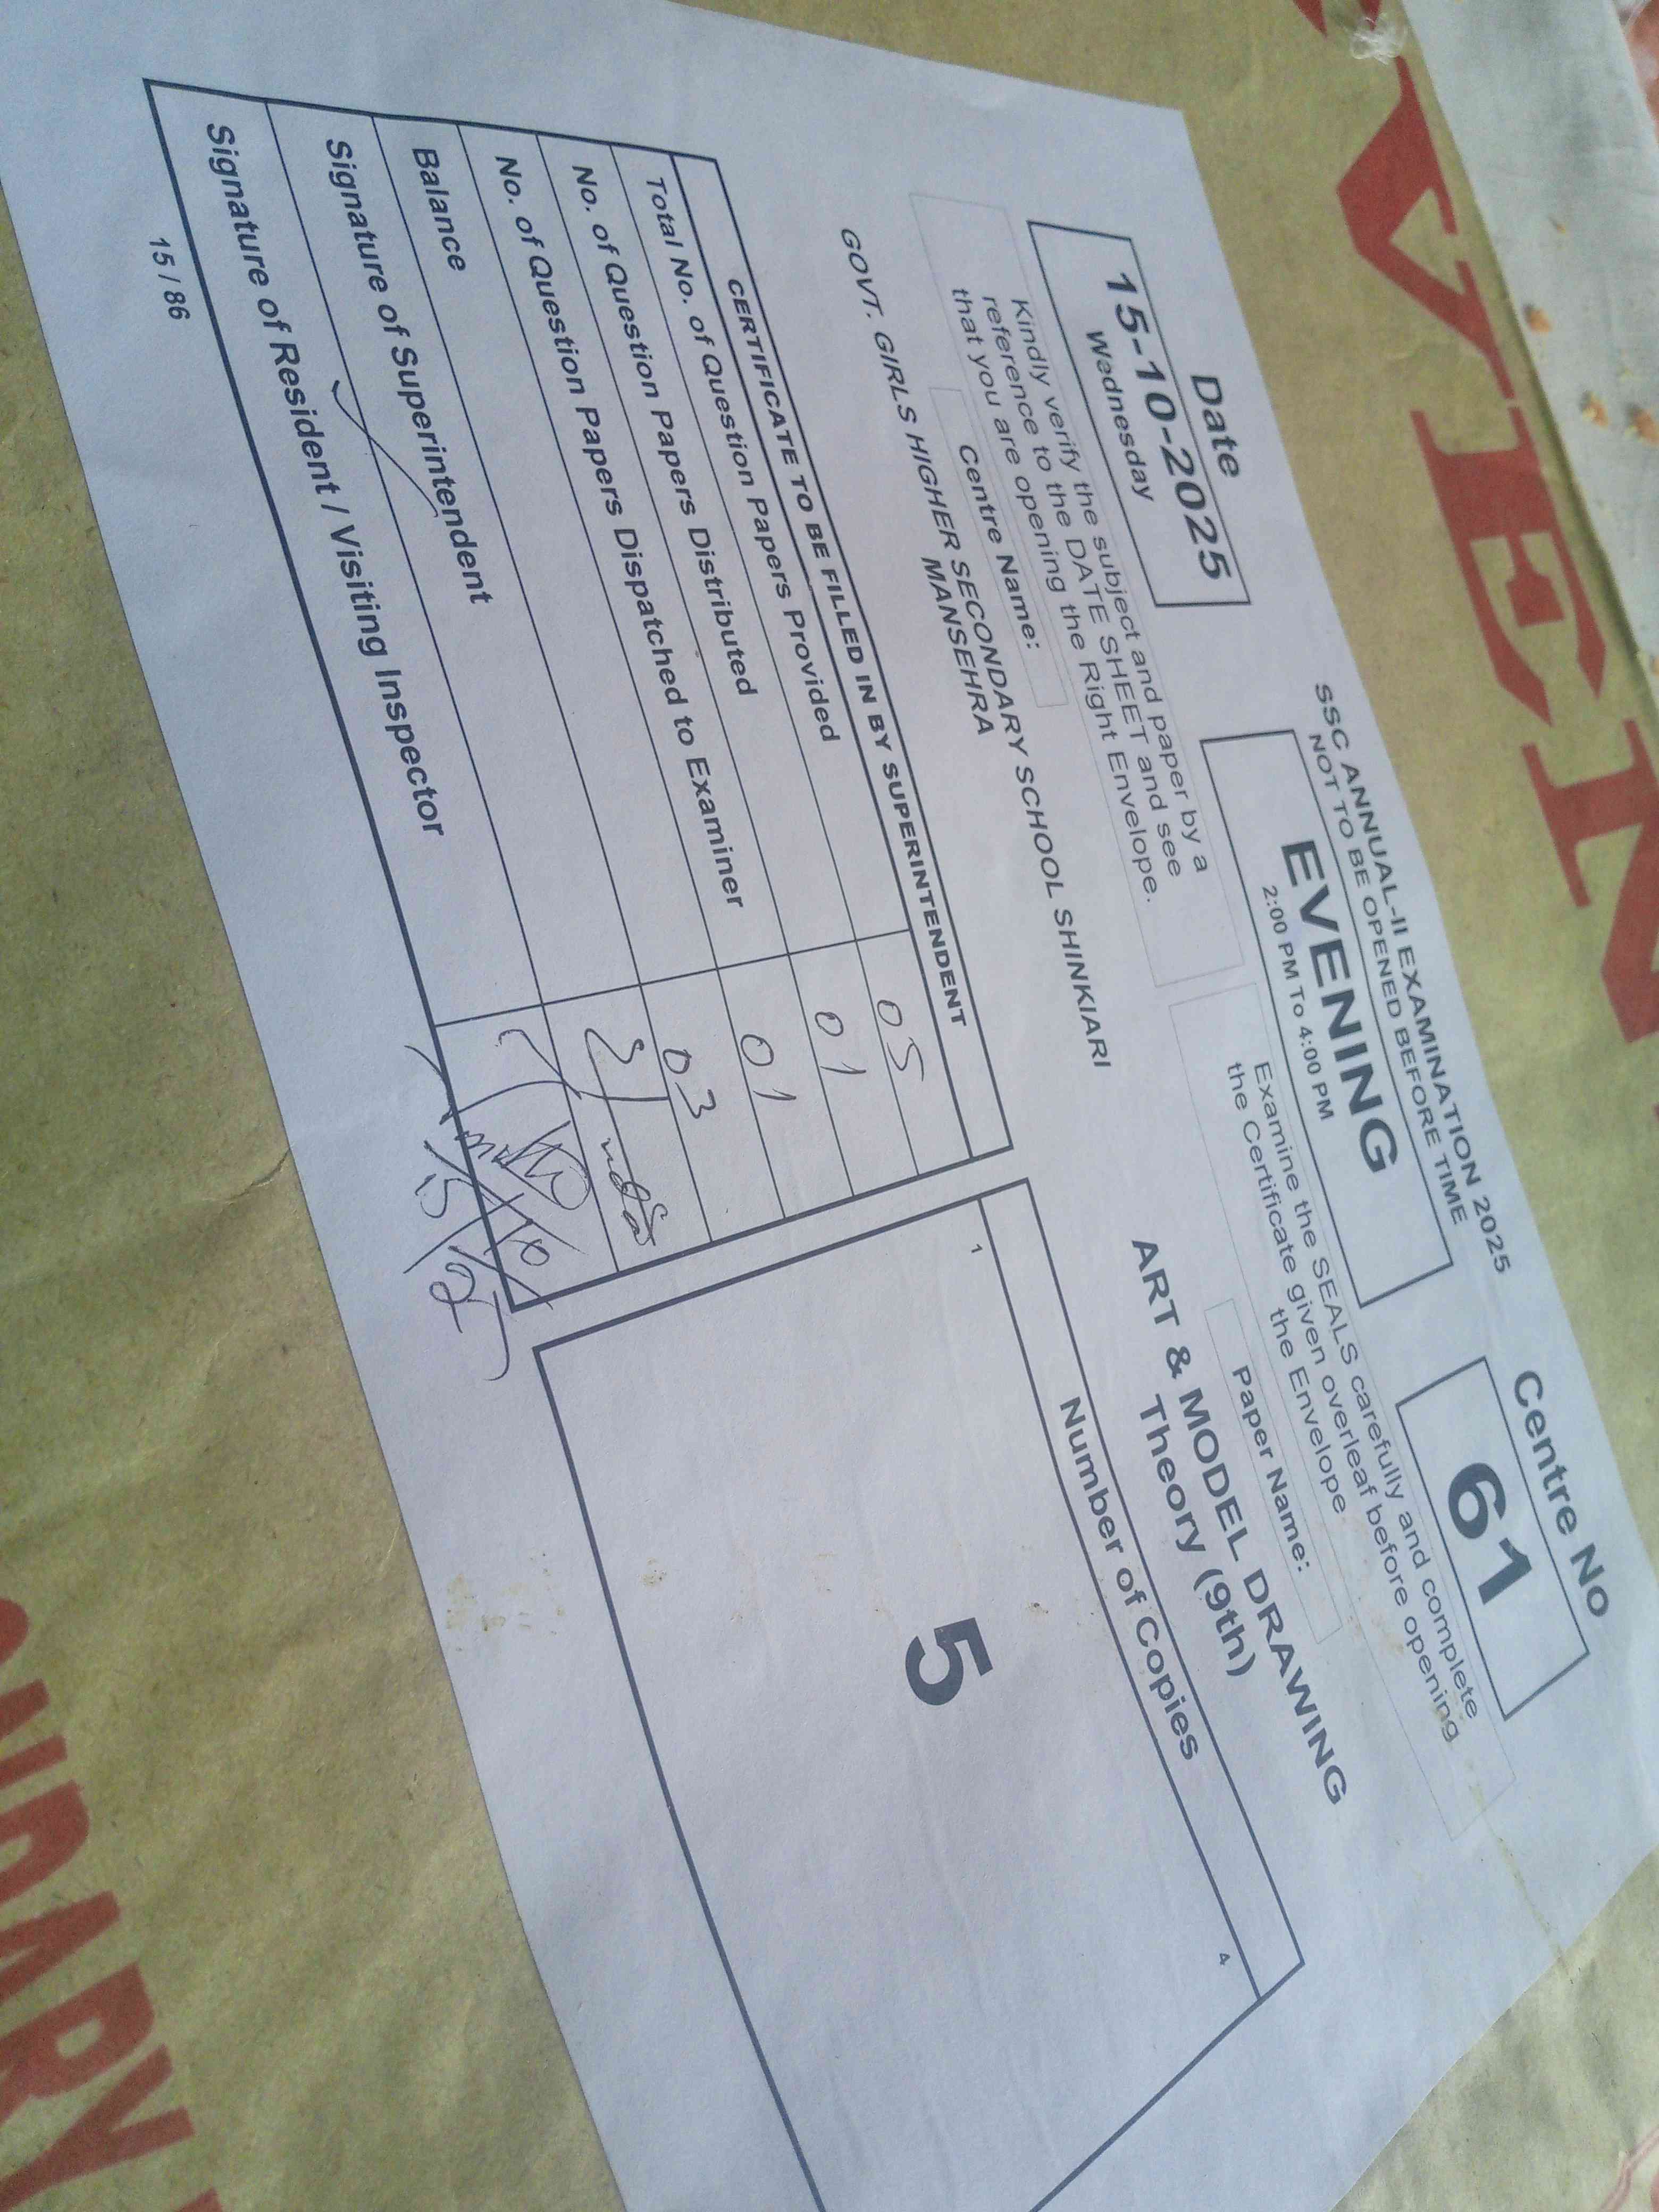 SSC ANNUAL-II EXAMINATION 2025
NOT TO BE OPENED BEFORE TIME
Date
15-10-2025
Wednesday
EVENING
2:00 PM To 4:00 PM
Centre No
61
Kindly verify the subject and paper by a
reference to the DATE SHEET and see
that you are opening the Right Envelope.
Examine the SEALS carefully and complete
the Certificate given overleaf before opening
the Envelope
Centre Name:
GOVT. GIRLS HIGHER SECONDARY SCHOOL SHINKIARI
MANSEHRA
Paper Name:
ART & MODEL DRAWING
Theory (9th)
CERTIFICATE TO BE FILLED IN BY SUPERINTENDENT
Total No. of Question Papers Provided 05
No. of Question Papers Distributed 01
No. of Question Papers Dispatched to Examiner 01
Balance 03
Signature of Superintendent
Signature of Resident / Visiting Inspector
15/10/25
15 / 86
Number of Copies
1
4
5